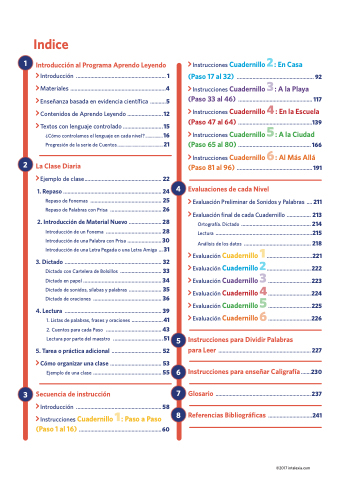 Indice
1 Introducción al Programa Aprendo Leyendo
Introducción 1
Materiales 4
Enseñanza basada en evidencia científica 5
Contenidos de Aprendo Leyendo 12
Textos con lenguaje controlado 15
¿Cómo controlamos el lenguaje en cada nivel? 16
Progresión de la serie de Cuentos 21
2 La Clase Diaria
Ejemplo de clase 22
1. Repaso 24
Repaso de Fonemas 25
Repaso de Palabras con Prisa 26
2. Introducción de Material Nuevo 28
Introducción de un Fonema 28
Introducción de una Palabra con Prisa 30
Introducción de una Letra Pegada o una Letra Amiga 31
3. Dictado 32
Dictado con Cartelera de Bolsillos 33
Dictado en papel 34
Dictado de sonidos, sílabas y palabras 35
Dictado de oraciones 36
4. Lectura 39
1. Listas de palabras, frases y oraciones 41
2. Cuentos para cada Paso 43
Lectura por parte del maestro 51
5. Tarea o práctica adicional 52
Cómo organizar una clase 53
Ejemplo de una clase 55
3 Secuencia de instrucción
Introducción 58
Instrucciones Cuadernillo 1: Paso a Paso
(Paso 1 al 16) 60
Instrucciones Cuadernillo 2: En Casa
(Paso 17 al 32) 92
Instrucciones Cuadernillo 3: A la Playa
(Paso 33 al 46) 117
Instrucciones Cuadernillo 4: En la Escuela
(Paso 47 al 64) 139
Instrucciones Cuadernillo 5: A la Ciudad
(Paso 65 al 80) 166
Instrucciones Cuadernillo 6: Al Más Allá
(Paso 81 al 96) 191
4 Evaluaciones de cada Nivel
Evaluación Preliminar de Sonidos y Palabras 211
Evaluación final de cada Cuadernillo 213
Ortografía. Dictado 214
Lectura 215
Análisis de los datos 218
Evaluación Cuadernillo 1 221
Evaluación Cuadernillo 2 222
Evaluación Cuadernillo 3 223
Evaluación Cuadernillo 4 224
Evaluación Cuadernillo 5 225
Evaluación Cuadernillo 6 226
5 Instrucciones para Dividir Palabras
para Leer 227
6 Instrucciones para enseñar Caligrafía 230
7 Glosario 237
8 Referencias Bibliográficas 241
©2017 intalexia.com